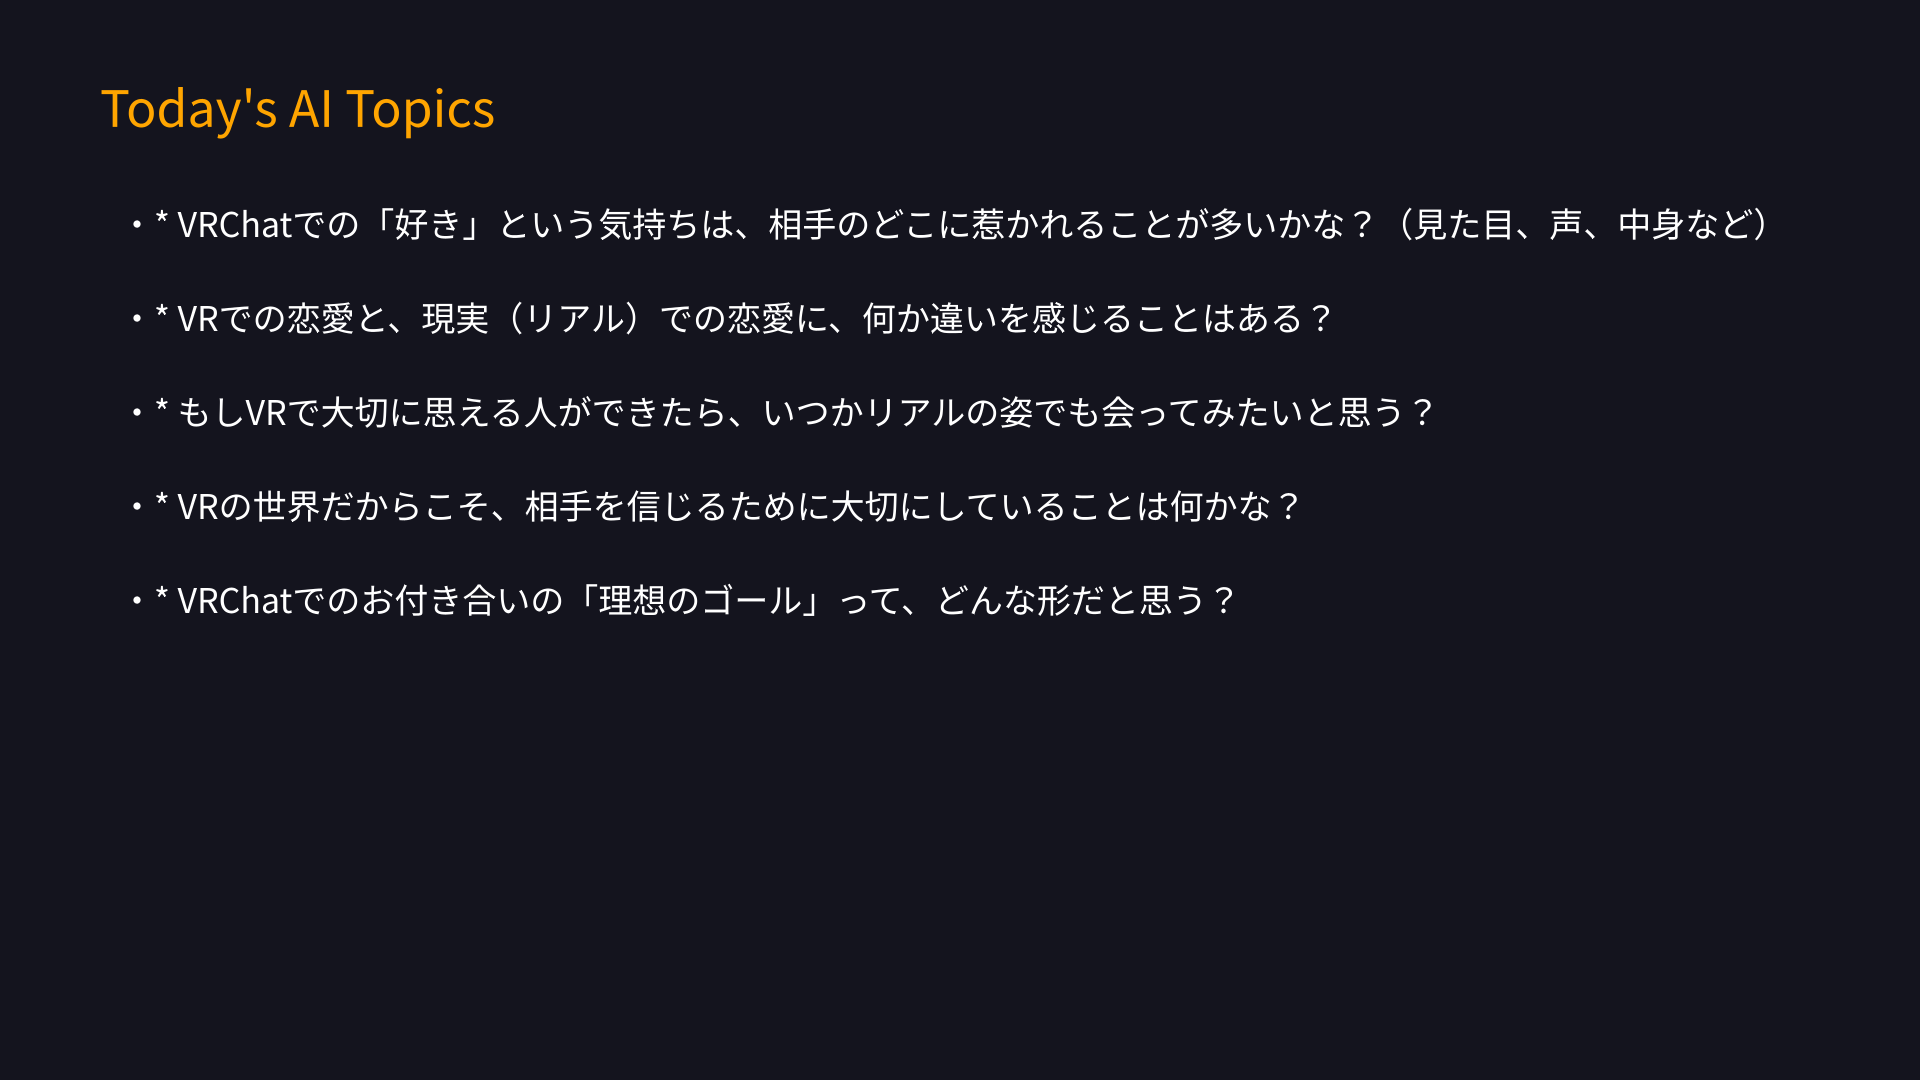 Today's AI Topics
・* VRChatでの「好き」という気持ちは、相手のどこに惹かれることが多いかな？（見た目、声、中身など）
・* VRでの恋愛と、現実（リアル）での恋愛に、何か違いを感じることはある？
・* もしVRで大切に思える人ができたら、いつかリアルの姿でも会ってみたいと思う？
・* VRの世界だからこそ、相手を信じるために大切にしていることは何かな？
・* VRChatでのお付き合いの「理想のゴール」って、どんな形だと思う？